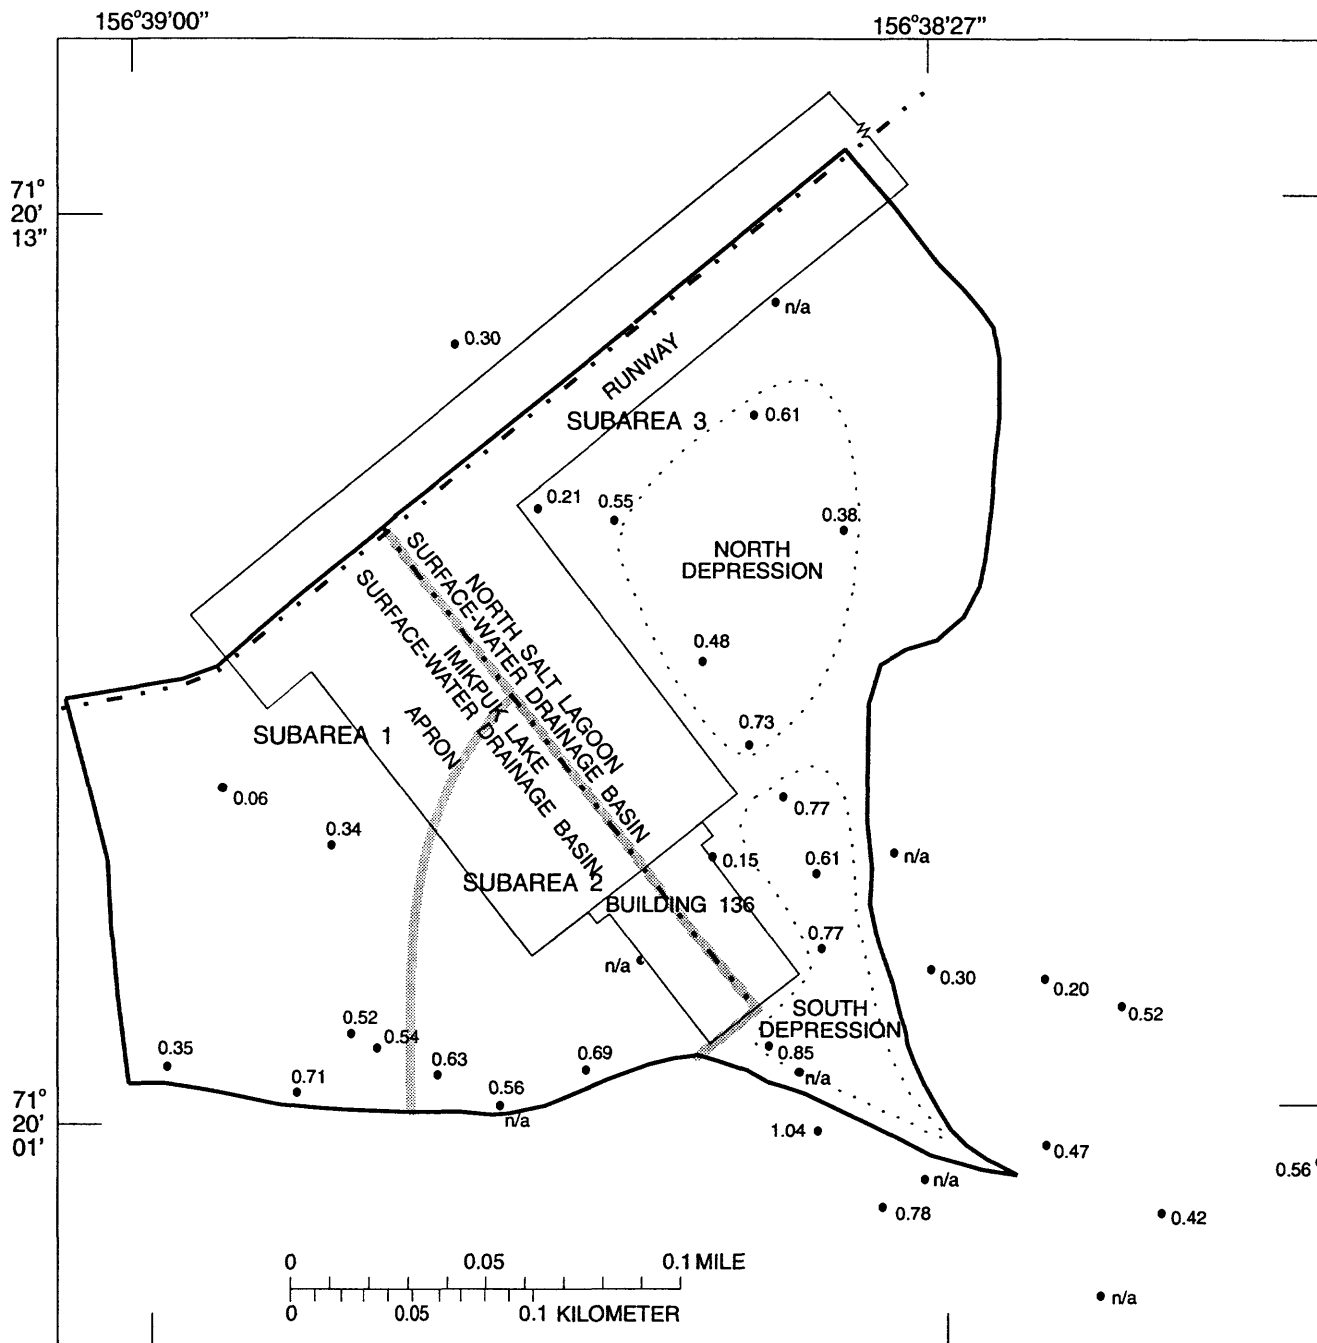 156°39'00"
156°38'27"
71°
20'
13"
n/a
0.30
RUNWAY
SUBAREA 3
0.61
0.21
0.55
0.38
NORTH
DEPRESSION
NORTH SALT LAGOON
SURFACE-WATER DRAINAGE BASIN
IMIKPUK LAKE
SURFACE-WATER DRAINAGE BASIN
APRON
0.48
SUBAREA 1
0.73
0.06
0.77
0.34
0.15
0.61
n/a
SUBAREA 2
BUILDING 136
0.77
n/a
0.30
0.20
0.52
SOUTH
DEPRESSION
0.52
0.54
0.35
0.63
0.69
0.85
n/a
0.71
0.56
n/a
71°
20'
01'
1.04
0.47
0.56
n/a
0.78
0.42
0 0.05 0.1 MILE
0 0.05 0.1 KILOMETER
n/a